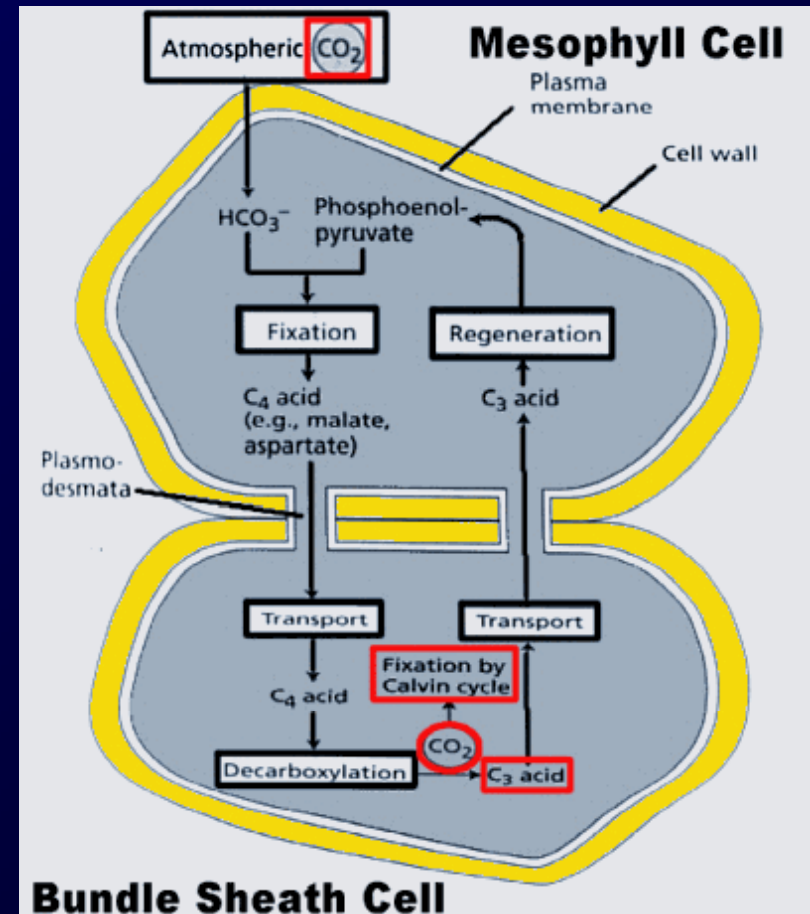 Atmospheric CO₂
Mesophyll Cell
Plasma
membrane
Cell wall
HCO₃⁻
Phosphoenol-
pyruvate
Fixation
Regeneration
C₄ acid
(e.g., malate,
aspartate)
C₃ acid
Plasmo-
desmata
Transport
Transport
Fixation by
Calvin cycle
C₄ acid
CO₂
Decarboxylation
C₃ acid
Bundle Sheath Cell